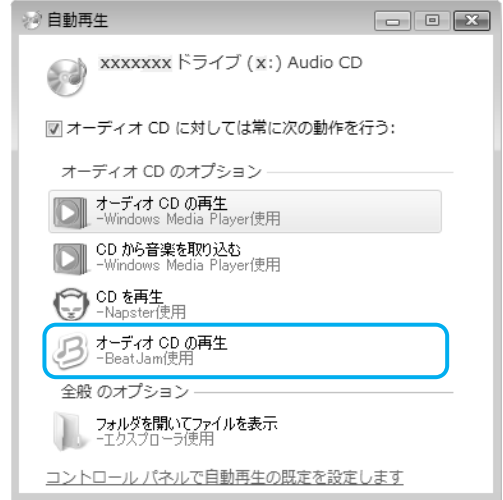 自動再生
xxxxxxx ドライブ (x:) Audio CD
オーディオ CD に対しては常に次の動作を行う:
オーディオ CD のオプション
オーディオ CD の再生
-Windows Media Player使用
CD から音楽を取り込む
-Windows Media Player使用
CD を再生
-Napster使用
オーディオ CD の再生
-BeatJam使用
全般 のオプション
フォルダを開いてファイルを表示
-エクスプローラ使用
コントロール パネルで自動再生の既定を設定します